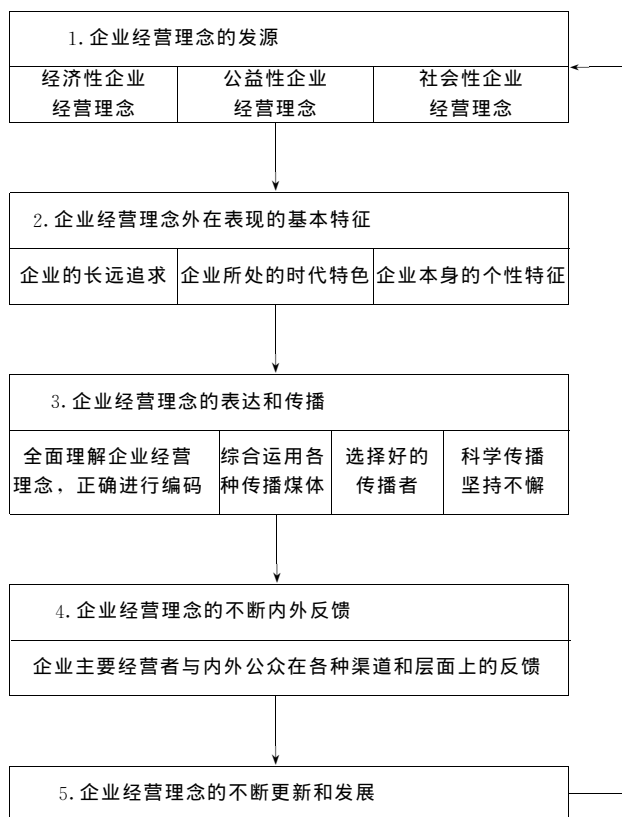 1.企业经营理念的发源
经济性企业
经营理念
公益性企业
经营理念
社会性企业
经营理念
2.企业经营理念外在表现的基本特征
企业的长远追求
企业所处的时代特色
企业本身的个性特征
3.企业经营理念的表达和传播
全面理解企业经营
理念，正确进行编码
综合运用各
种传播煤体
选择好的
传播者
科学传播
坚持不懈
4.企业经营理念的不断内外反馈
企业主要经营者与内外公众在各种渠道和层面上的反馈
5.企业经营理念的不断更新和发展